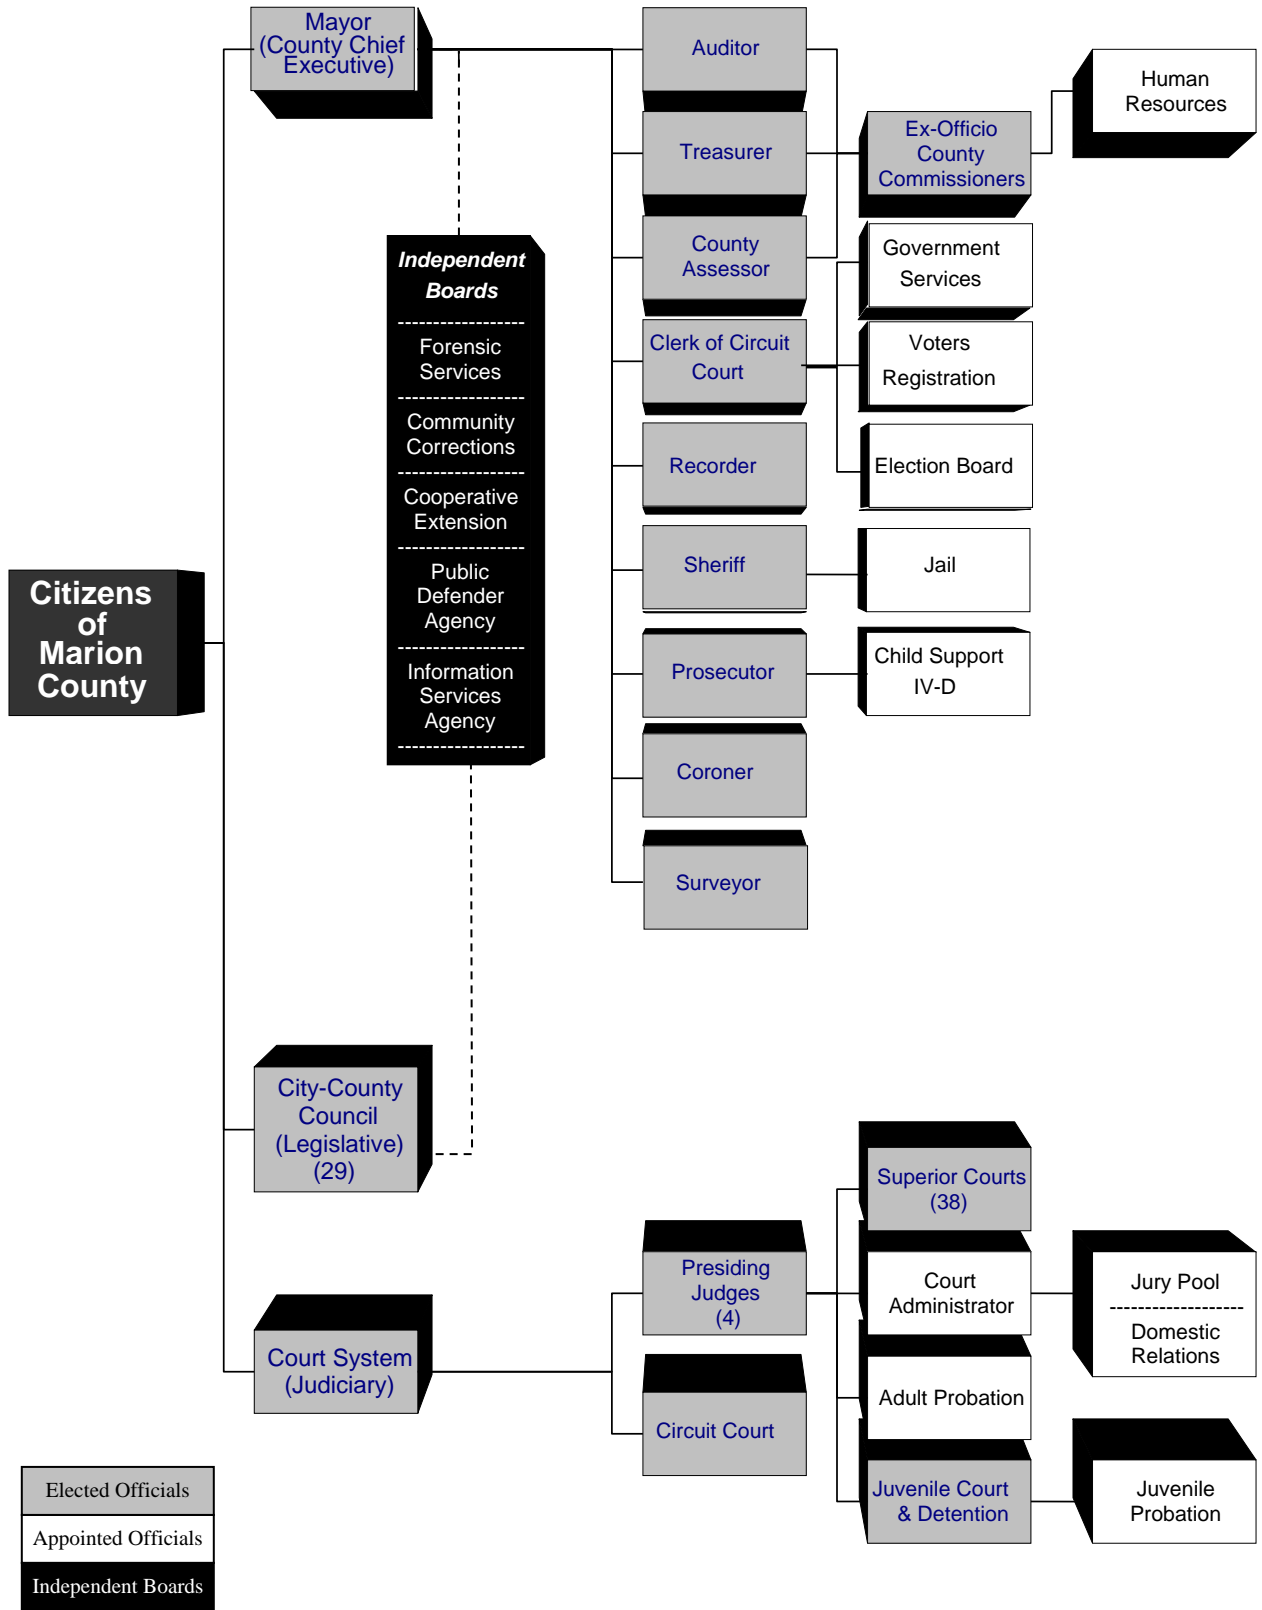 Mayor
(County Chief
Executive)
Auditor
Human
Resources
Treasurer
Ex-Officio
County
Commissioners
Independent
Boards
------------------
Forensic
Services
------------------
Community
Corrections
------------------
Cooperative
Extension
------------------
Public
Defender
Agency
------------------
Information
Services
Agency
------------------
County
Assessor
Government
Services
Clerk of Circuit
Court
Voters
Registration
Recorder
Election Board
Sheriff
Jail
Citizens
of
Marion
County
Prosecutor
Child Support
IV-D
Coroner
Surveyor
City-County
Council
(Legislative)
(29)
Superior Courts
(38)
Presiding
Judges
(4)
Court
Administrator
Jury Pool
------------------
Domestic
Relations
Court System
(Judiciary)
Adult Probation
Circuit Court
Juvenile Court
& Detention
Juvenile
Probation
Elected Officials
Appointed Officials
Independent Boards